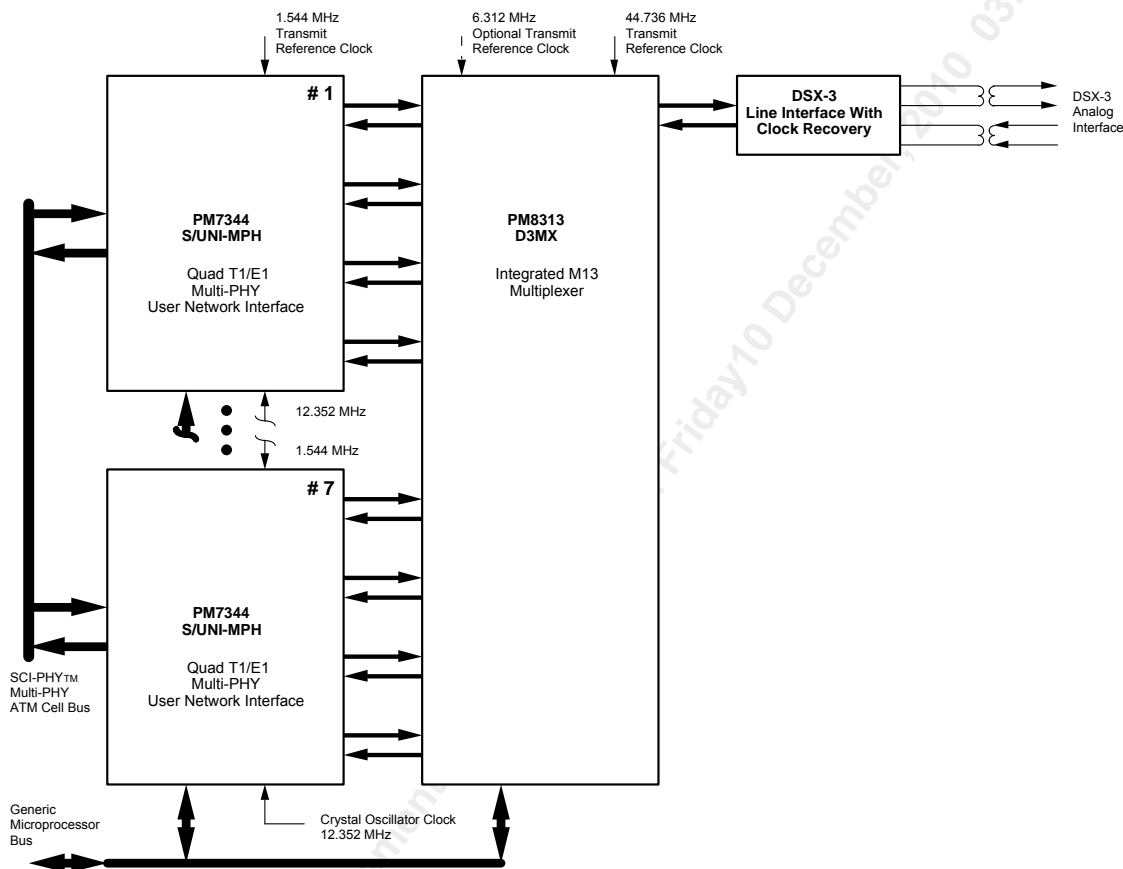 1.544 MHz
Transmit
Reference Clock
6.312 MHz
Optional Transmit
Reference Clock
44.736 MHz
Transmit
Reference Clock
# 1
PM7344
S/UNI-MPH
Quad T1/E1
Multi-PHY
User Network Interface
PM8313
D3MX
Integrated M13
Multiplexer
DSX-3
Line Interface With
Clock Recovery
DSX-3
Analog
Interface
12.352 MHz
1.544 MHz
# 7
PM7344
S/UNI-MPH
Quad T1/E1
Multi-PHY
User Network Interface
SCI-PHY™
Multi-PHY
ATM Cell Bus
Generic
Microprocessor
Bus
Crystal Oscillator Clock
12.352 MHz
Friday10 December, 2010 03: